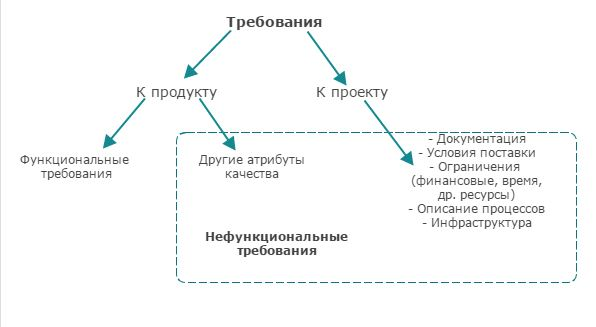 Требования
К продукту
К проекту
Функциональные
требования
Другие атрибуты
качества
- Документация
- Условия поставки
- Ограничения
(финансовые, время,
др. ресурсы)
- Описание процессов
- Инфраструктура
Нефункциональные
требования